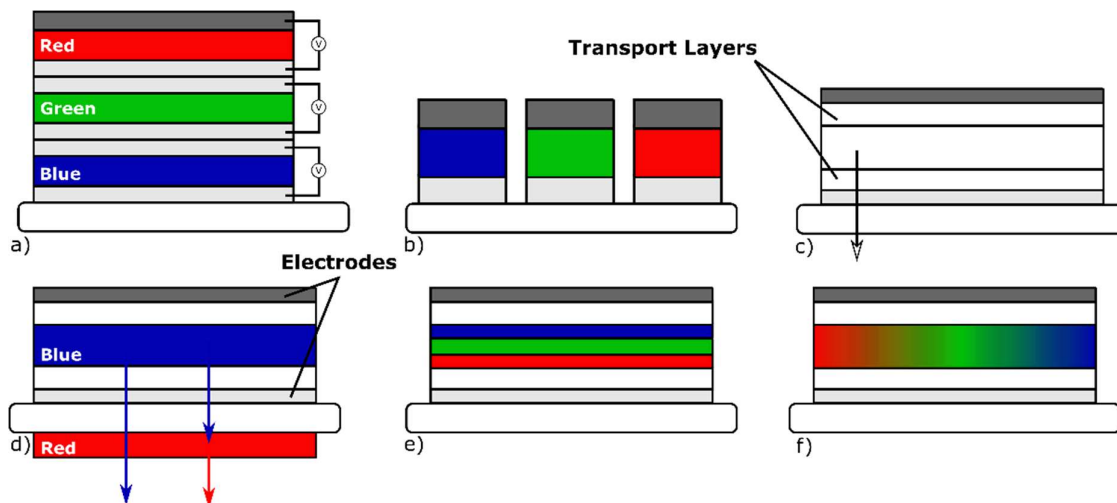 Red
V
Green
V
Blue
V
a)
b)
Transport Layers
c)
Electrodes
Blue
d)
Red
e)
f)